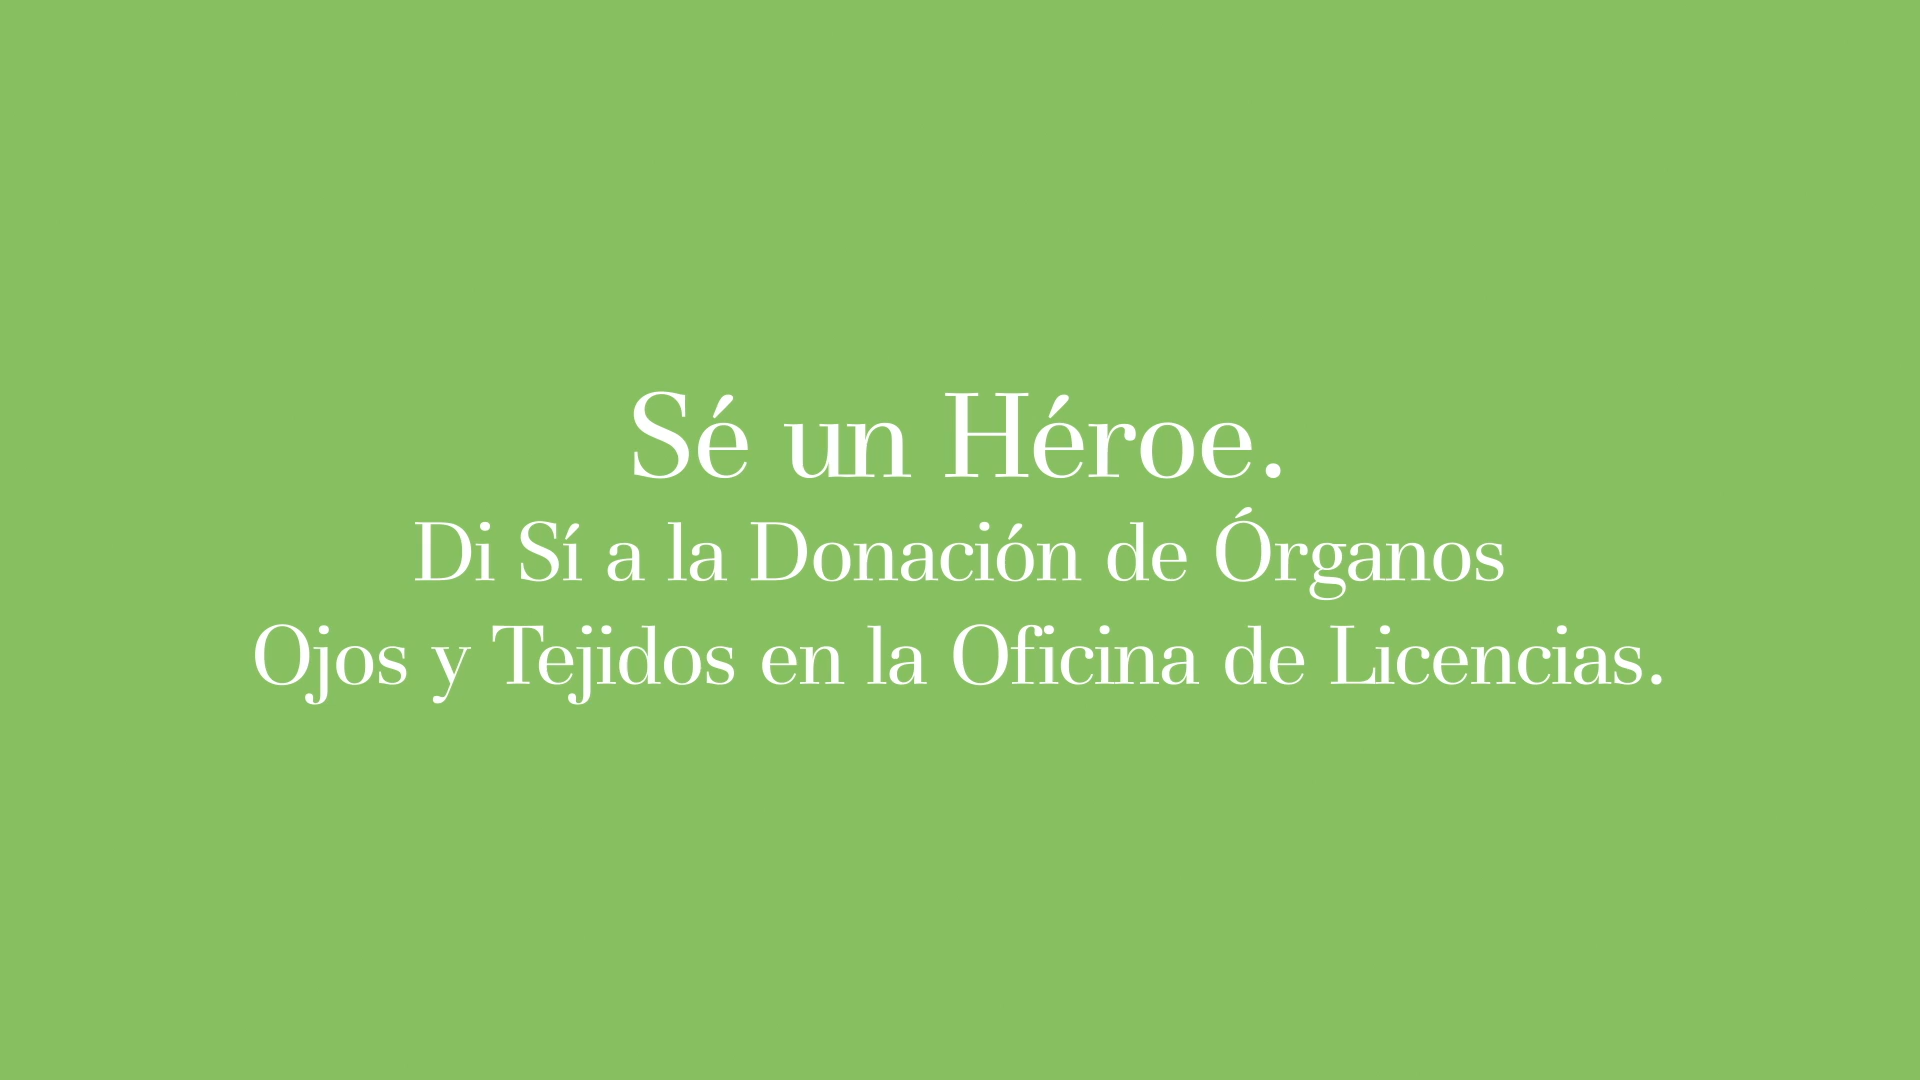 Sé un Héroe.
Di Sí a la Donación de Órganos
Ojos y Tejidos en la Oficina de Licencias.